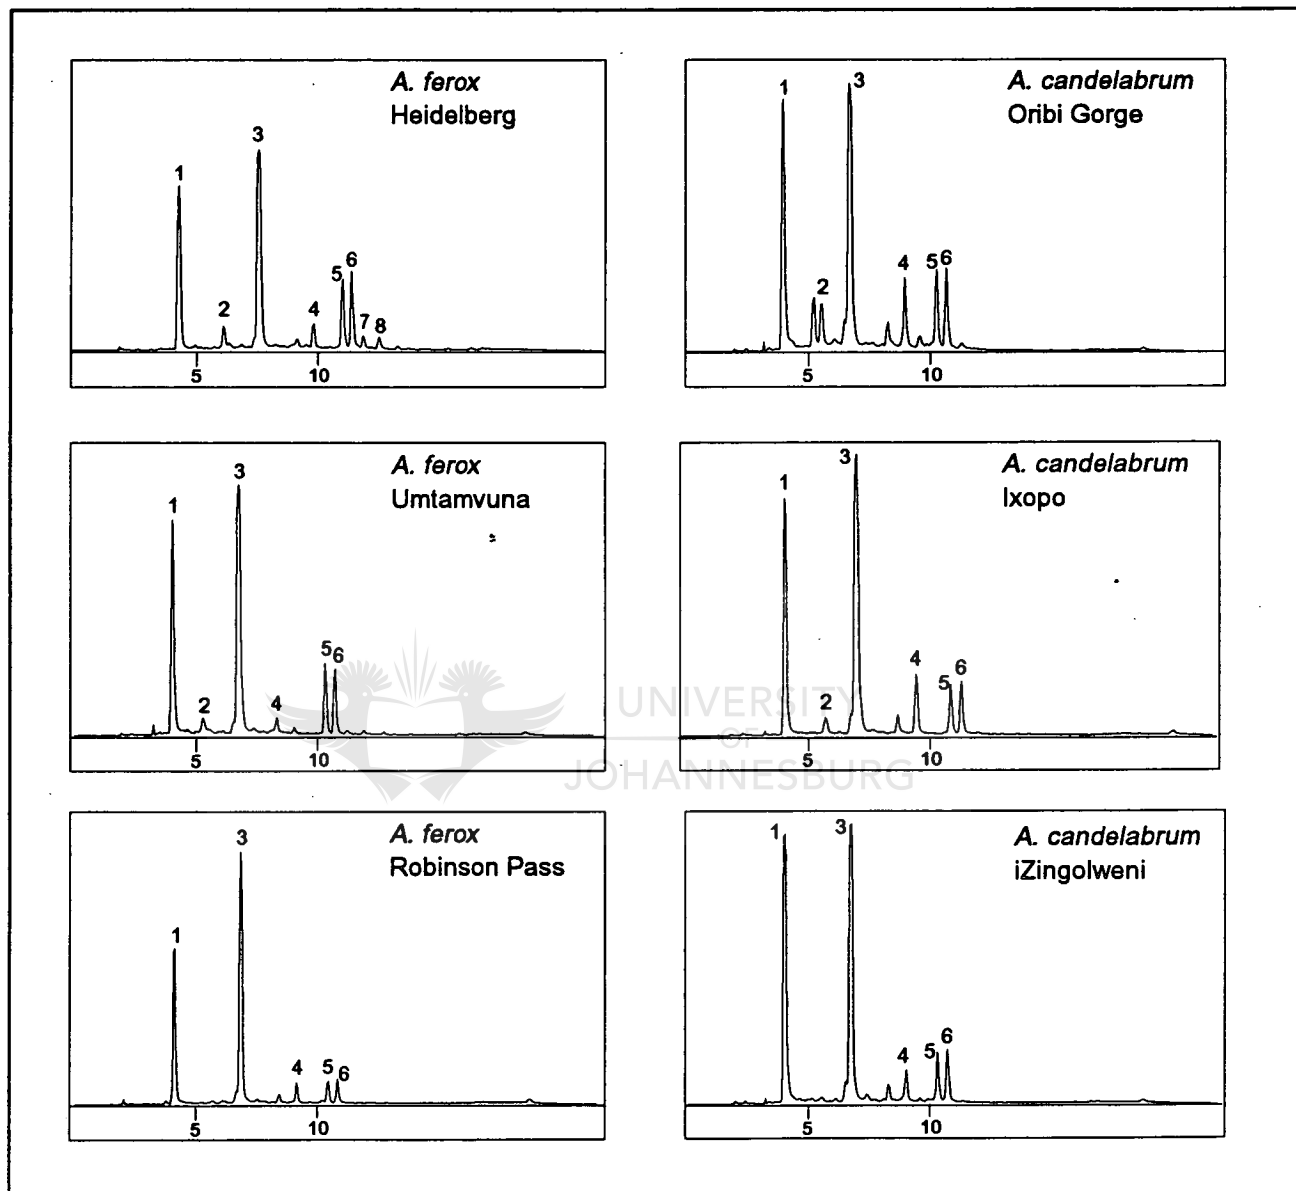 A. ferox
Heidelberg
1
2
3
4
5
6
7
8
5 10
A. candelabrum
Oribi Gorge
1
2
3
4
5
6
5 10
A. ferox
Umtamvuna
1
2
3
4
5
6
5 10
A. candelabrum
Ixopo
1
2
3
4
5
6
5 10
UNIVERSITY
OF
JOHANNESBURG
A. ferox
Robinson Pass
1
3
4
5
6
5 10
A. candelabrum
iZingolweni
1
3
4
5
6
5 10